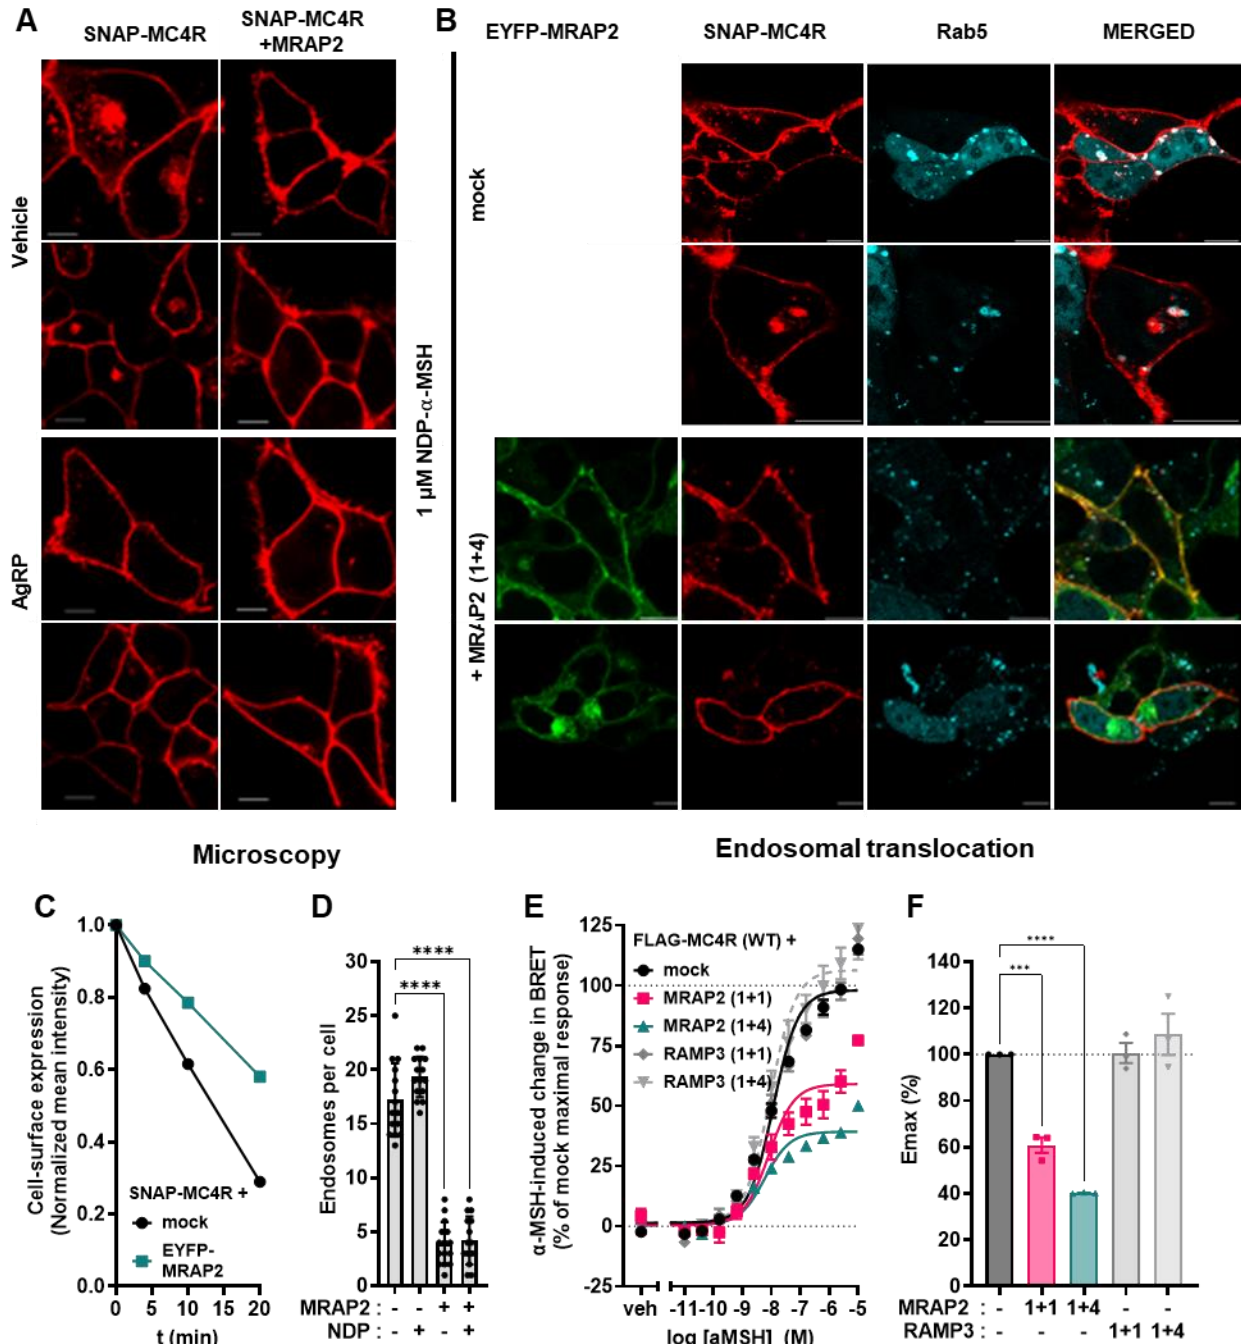 A
SNAP-MC4R
SNAP-MC4R
+MRAP2
Vehicle
AgRP
B
EYFP-MRAP2
SNAP-MC4R
Rab5
MERGED
1 µM NDP-α-MSH
mock
+ MRAP2 (1+4)
Microscopy
Endosomal translocation
C
Cell-surface expression
(Normalized mean intensity)
1.0
0.8
0.6
0.4
0.2
0.0
SNAP-MC4R +
mock
EYFP-
MRAP2
0 5 10 15 20
t (min)
D
Endosomes per cell
30
25
20
15
10
5
0
****
****
MRAP2 : - - + +
NDP : - + - +
E
α-MSH-induced change in BRET
(% of mock maximal response)
125
100
75
50
25
0
-25
FLAG-MC4R (WT) +
mock
MRAP2 (1+1)
MRAP2 (1+4)
RAMP3 (1+1)
RAMP3 (1+4)
veh -11 -10 -9 -8 -7 -6 -5
log [aMSH] (M)
F
Emax (%)
140
120
100
80
60
40
20
0
****
***
MRAP2 : - 1+1 1+4 - -
RAMP3 : - - - 1+1 1+4